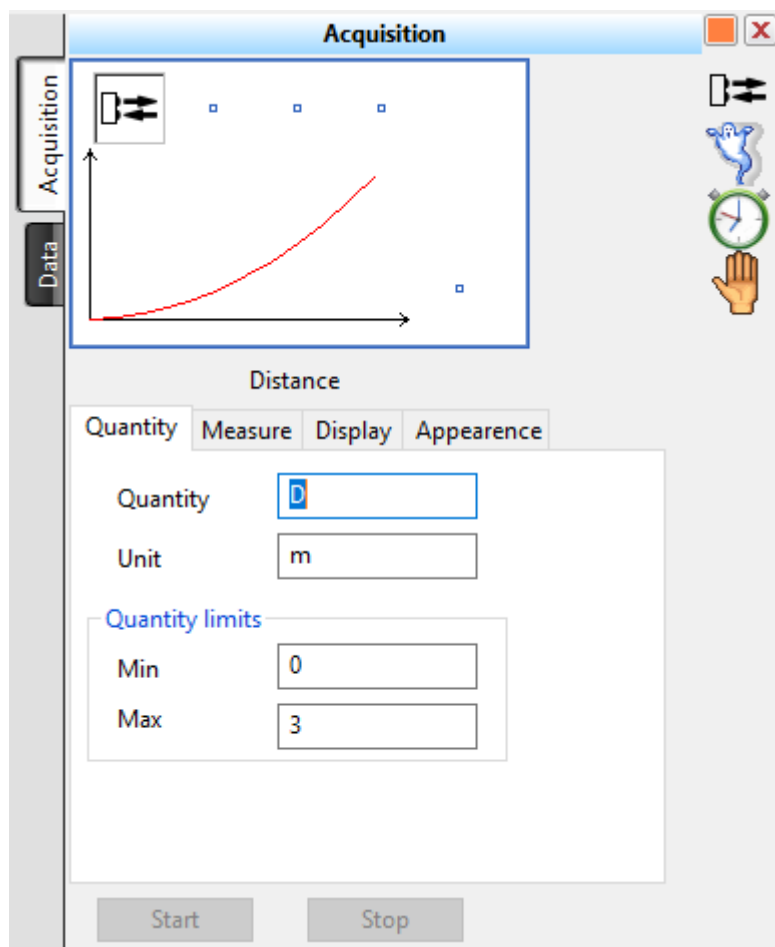 Acquisition
Acquisition
Data
Distance
Quantity Measure Display Appearence
Quantity D
Unit m
Quantity limits
Min 0
Max 3
Start Stop